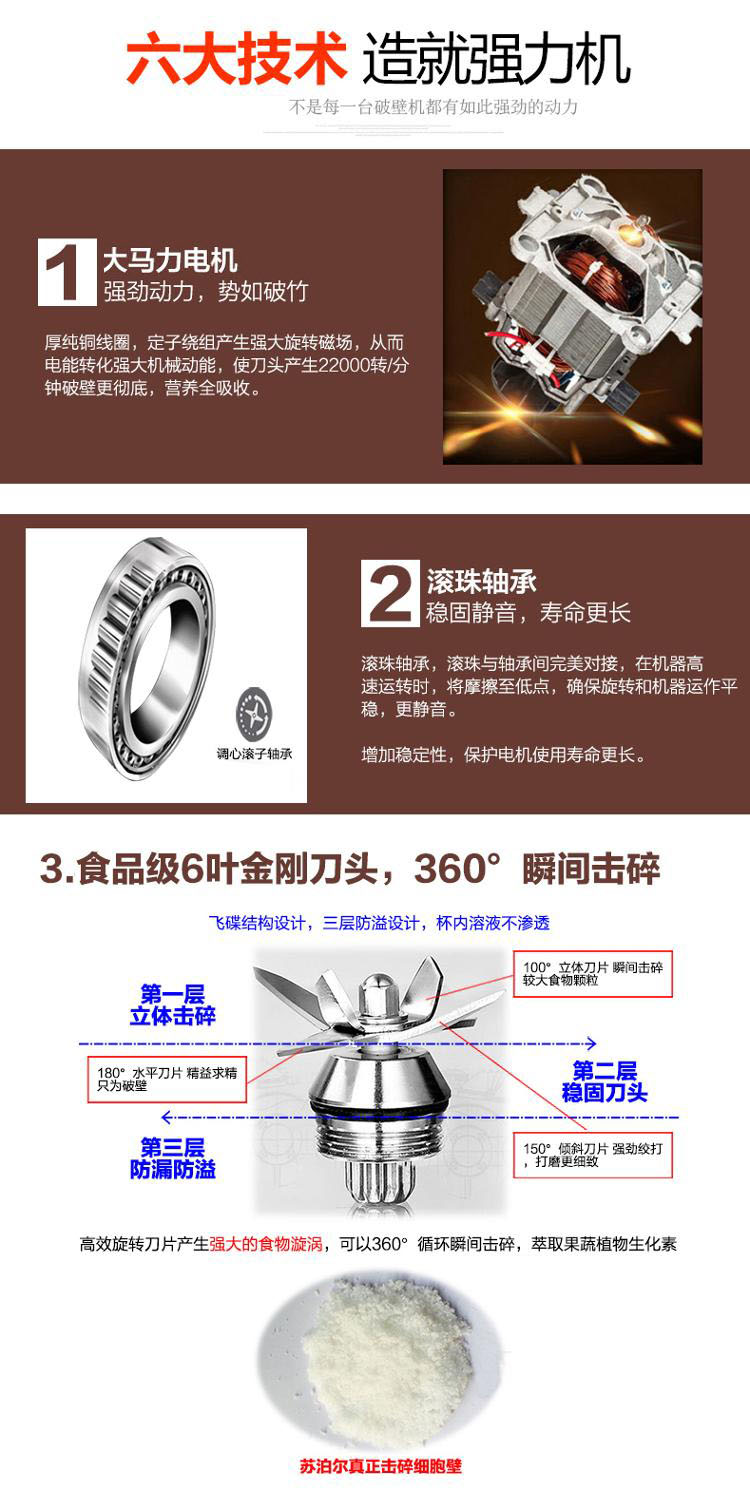 六大技术 造就强力机
不是每一台破壁机都有如此强劲的动力
1
大马力电机
强劲动力，势如破竹
厚纯铜线圈，定子绕组产生强大旋转磁场，从而
电能转化强大机械动能，使刀头产生22000转/分
钟破壁更彻底，营养全吸收。
2
滚珠轴承
稳固静音，寿命更长
滚珠轴承，滚珠与轴承间完美对接，在机器高
速运转时，将摩擦至低点，确保旋转和机器运作平
稳，更静音。
增加稳定性，保护电机使用寿命更长。
调心滚子轴承
3.食品级6叶金刚刀头，360°瞬间击碎
飞碟结构设计，三层防溢设计，杯内溶液不渗透
100°立体刀片 瞬间击碎
较大食物颗粒
第一层
立体击碎
180°水平刀片 精益求精
只为破壁
第二层
稳固刀头
第三层
防漏防溢
150°倾斜刀片 强劲绞打
，打磨更细致
高效旋转刀片产生强大的食物漩涡，可以360°循环瞬间击碎，萃取果蔬植物生化素
苏泊尔真正击碎细胞壁